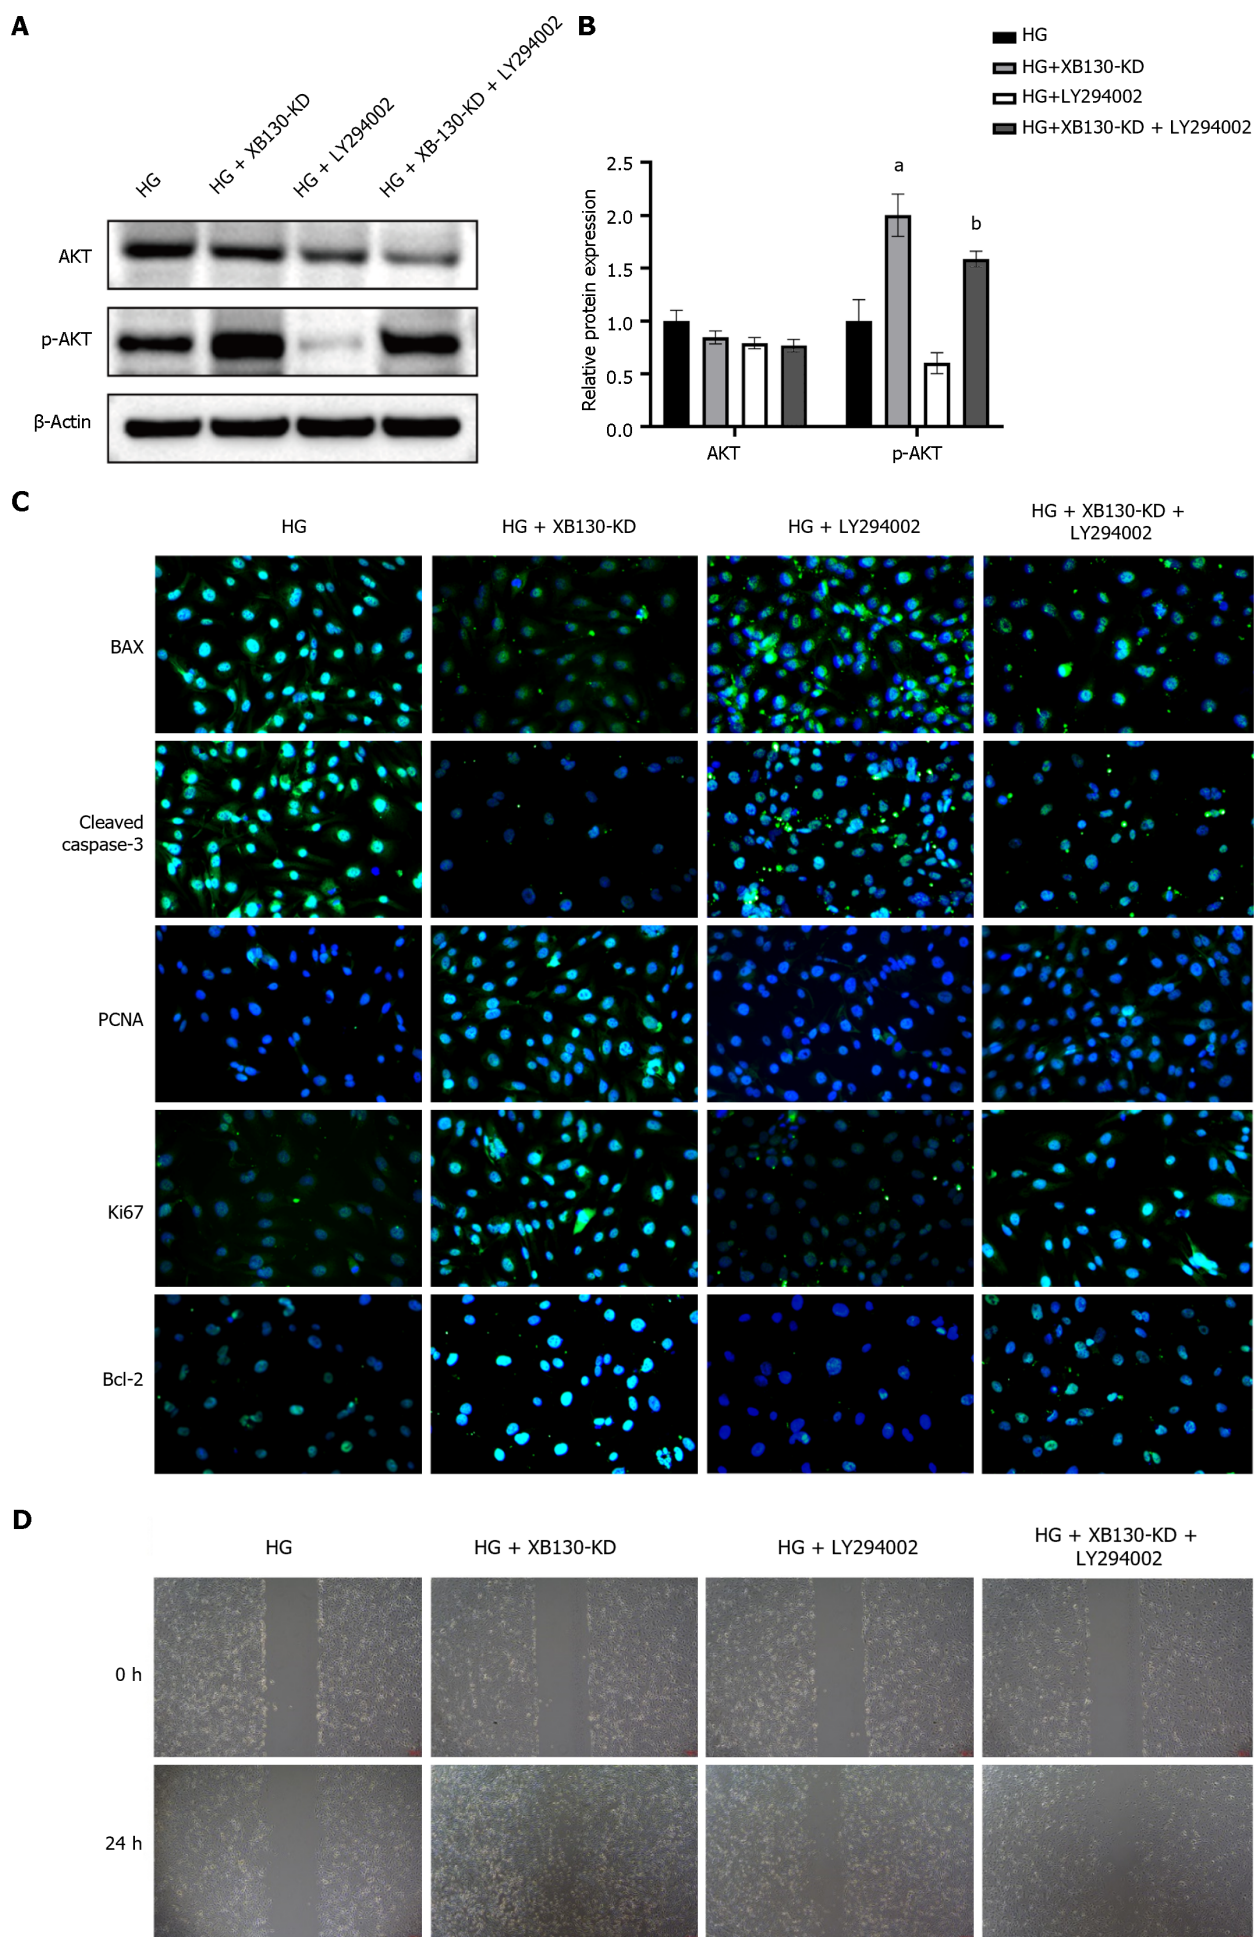 A
HG
HG + XB130-KD
HG + LY294002
HG + XB-130-KD + LY294002
AKT
p-AKT
β-Actin
B
HG
HG+XB130-KD
HG+LY294002
HG+XB130-KD + LY294002
Relative protein expression
2.5
2.0
1.5
1.0
0.5
0.0
a
b
AKT
p-AKT
C
HG
HG + XB130-KD
HG + LY294002
HG + XB130-KD +
LY294002
BAX
Cleaved
caspase-3
PCNA
Ki67
Bcl-2
D
HG
HG + XB130-KD
HG + LY294002
HG + XB130-KD +
LY294002
0 h
24 h